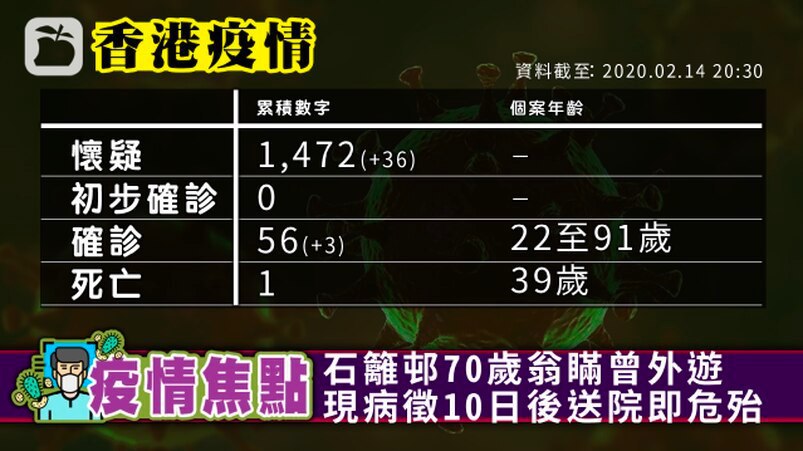 香港疫情
資料截至: 2020.02.14 20:30
累積數字 個案年齡
懷疑 1,472(+36) –
初步確診 0 –
確診 56(+3) 22至91歲
死亡 1 39歲
疫情焦點
石籬邨70歲翁瞞曾外遊
現病徵10日後送院即危殆